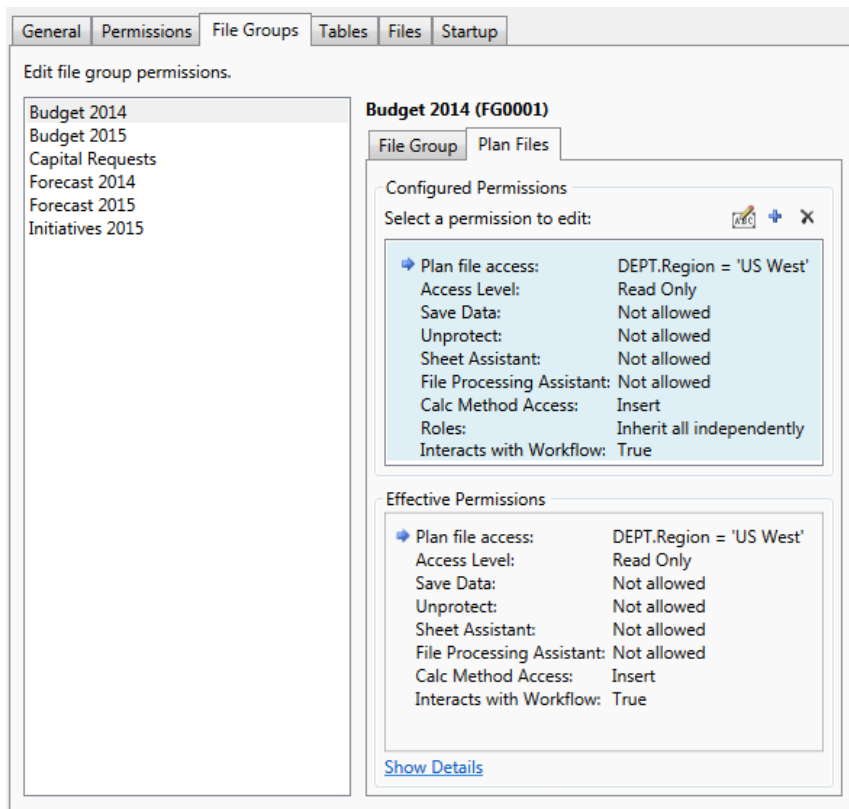 General Permissions File Groups Tables Files Startup
Edit file group permissions.
Budget 2014
Budget 2015
Capital Requests
Forecast 2014
Forecast 2015
Initiatives 2015
Budget 2014 (FG0001)
File Group Plan Files
Configured Permissions
Select a permission to edit:
ABC
Plan file access: DEPT.Region = 'US West'
Access Level: Read Only
Save Data: Not allowed
Unprotect: Not allowed
Sheet Assistant: Not allowed
File Processing Assistant: Not allowed
Calc Method Access: Insert
Roles: Inherit all independently
Interacts with Workflow: True
Effective Permissions
Plan file access: DEPT.Region = 'US West'
Access Level: Read Only
Save Data: Not allowed
Unprotect: Not allowed
Sheet Assistant: Not allowed
File Processing Assistant: Not allowed
Calc Method Access: Insert
Interacts with Workflow: True
Show Details